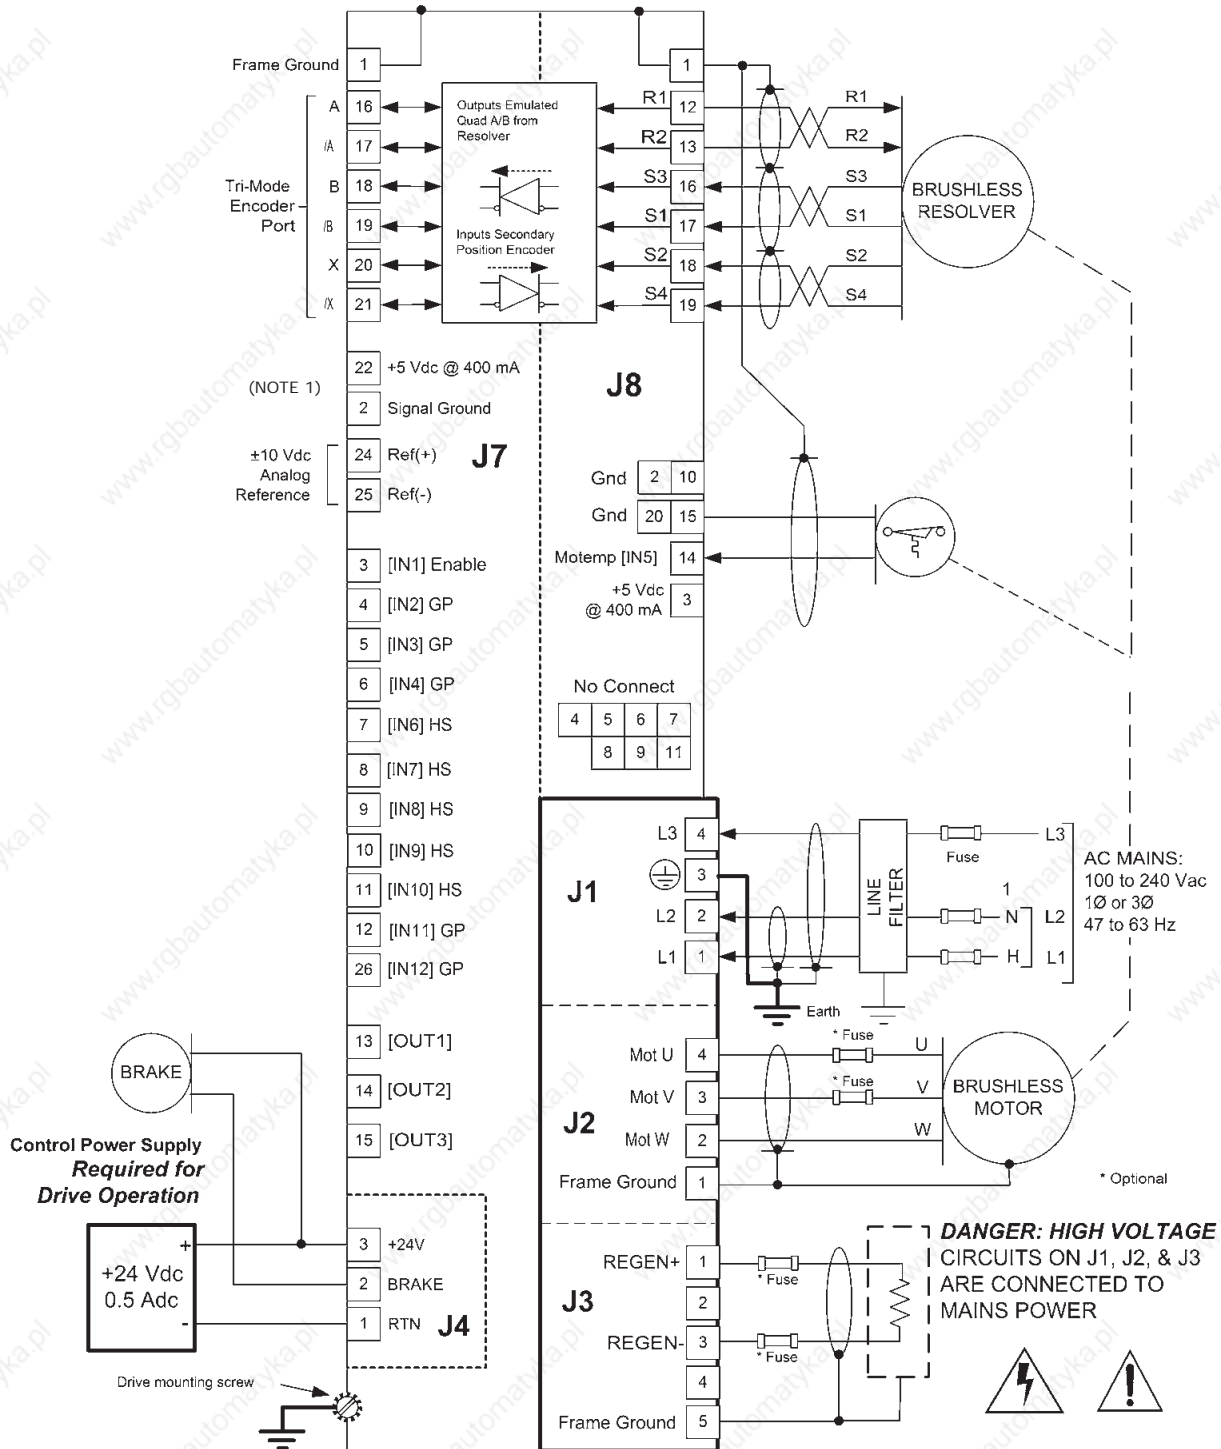 Frame Ground 1
1
A 16
/A 17
B 18
/B 19
X 20
/X 21
Tri-Mode
Encoder
Port
Outputs Emulated
Quad A/B from
Resolver
Inputs Secondary
Position Encoder
R1 12 R1
R2 13 R2
S3 16 S3
S1 17 S1
S2 18 S2
S4 19 S4
BRUSHLESS
RESOLVER
(NOTE 1)
22 +5 Vdc @ 400 mA
2 Signal Ground
±10 Vdc
Analog
Reference
24 Ref(+)
25 Ref(-)
J7
J8
Gnd 2 10
Gnd 20 15
Motemp [IN5] 14
+5 Vdc
@ 400 mA 3
3 [IN1] Enable
4 [IN2] GP
5 [IN3] GP
6 [IN4] GP
7 [IN6] HS
8 [IN7] HS
9 [IN8] HS
10 [IN9] HS
11 [IN10] HS
12 [IN11] GP
26 [IN12] GP
13 [OUT1]
14 [OUT2]
15 [OUT3]
No Connect
4 5 6 7
8 9 11
J1
L3 4
3
L2 2
L1 1
LINE
FILTER
Fuse
L3
1
N L2
H L1
AC MAINS:
100 to 240 Vac
1Ø or 3Ø
47 to 63 Hz
Earth
J2
Mot U 4
Mot V 3
Mot W 2
Frame Ground 1
* Fuse
U
* Fuse
V
W
BRUSHLESS
MOTOR
* Optional
BRAKE
Control Power Supply
Required for
Drive Operation
+24 Vdc
0.5 Adc
+
-
3 +24V
2 BRAKE
1 RTN
J4
Drive mounting screw
J3
REGEN+ 1
2
REGEN- 3
4
Frame Ground 5
* Fuse
* Fuse
DANGER: HIGH VOLTAGE
CIRCUITS ON J1, J2, & J3
ARE CONNECTED TO
MAINS POWER
www.rgbautomatyka.pl